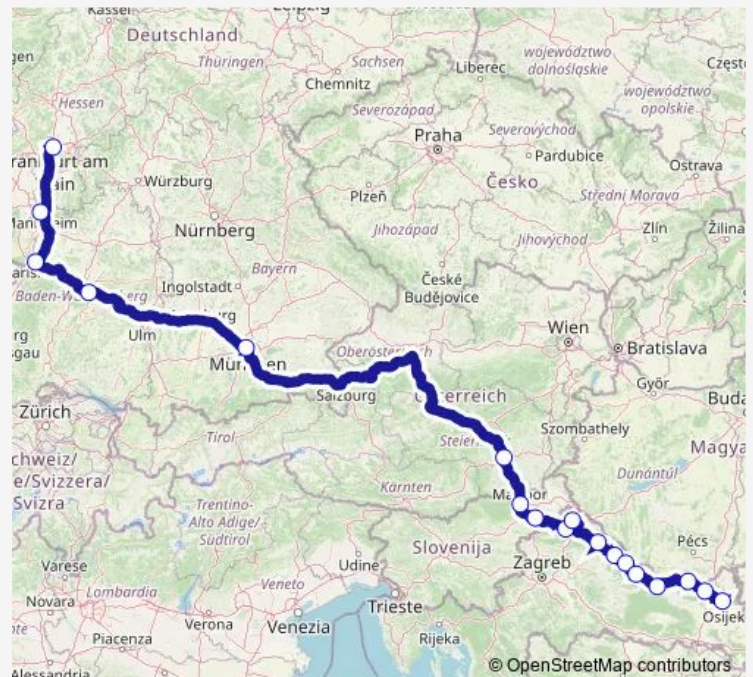 Kassel
Leipzig
Deutschland
województwo
dolnośląskie
Thüringen
Sachsen
Liberec
Chemnitz
województwo
opolskie
Hessen
Severozápad
Praha
Severovýchod
Pardubice
Ostrava
Würzburg
Plzeň
Česko
Střední Morava
Nürnberg
Jihozápad
Jihovýchod
Zlín
Žilina
Bayern
Ingolstadt
České
Budějovice
Ulm
Wien
Bratislava
München
Salzburg
Győr
Zürich
Tirol
Szombathely
Kärnten
Dunántúl
Trentino-
Alto Adige/
Südtirol
Slovenija
Zagreb
Pécs
Udine
Varese
Lombardia
Veneto
Trieste
Novara
Verona
Venezia
Rijeka
Osijek
Piacenza
Alessandria
© OpenStreetMap contributors